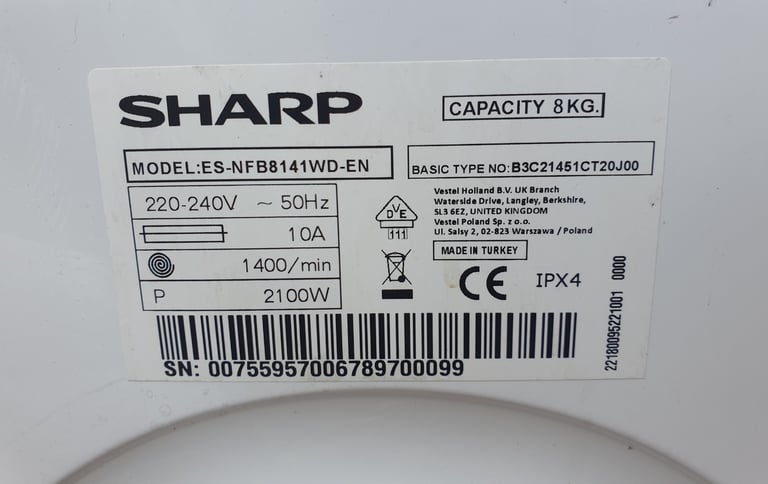 SHARP
CAPACITY 8KG.
MODEL:ES-NFB8141WD-EN
BASIC TYPE NO:B3C21451CT20J00
220-240V ~ 50Hz
10A
1400/min
P 2100W
DVE
111
Vestel Holland B.V. UK Branch
Waterside Drive, Langley, Berkshire,
SL3 6EZ, UNITED KINGDOM
Vestel Poland Sp. z o.o.
Ul. Salsy 2, 02-823 Warszawa / Poland
MADE IN TURKEY
CE IPX4
SN: 00755957006789700099
22180095221001 0000